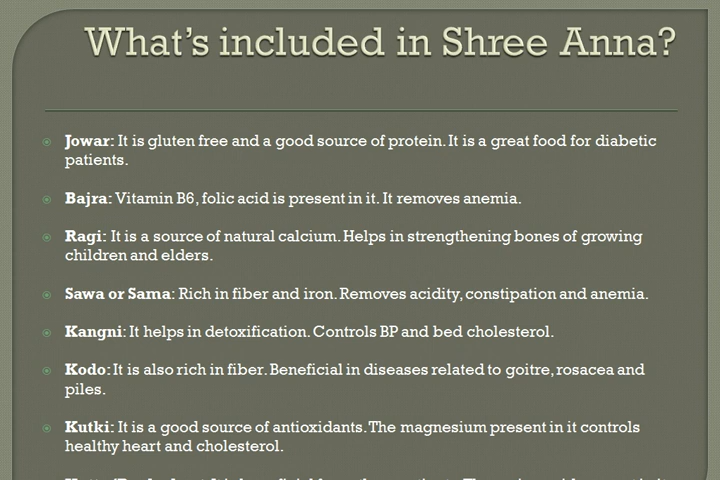 What's included in Shree Anna?
Jowar: It is gluten free and a good source of protein. It is a great food for diabetic
patients.
Bajra: Vitamin B6, folic acid is present in it. It removes anemia.
Ragi: It is a source of natural calcium. Helps in strengthening bones of growing
children and elders.
Sawa or Sama: Rich in fiber and iron. Removes acidity, constipation and anemia.
Kangni: It helps in detoxification. Controls BP and bed cholesterol.
Kodo: It is also rich in fiber. Beneficial in diseases related to goitre, rosacea and
piles.
Kutki: It is a good source of antioxidants. The magnesium present in it controls
healthy heart and cholesterol.